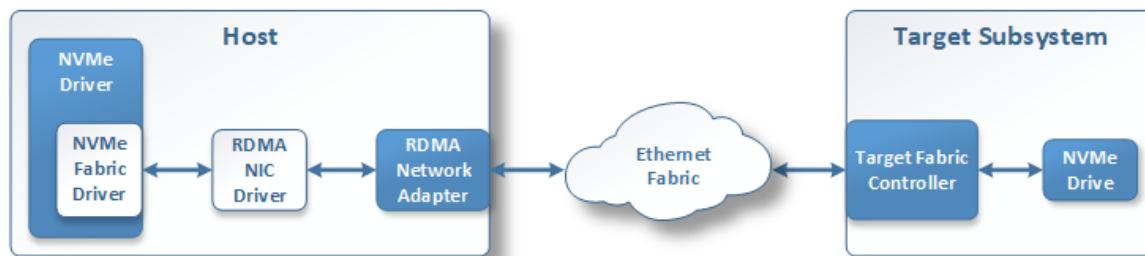 Host
NVMe
Driver
NVMe
Fabric
Driver
RDMA
NIC
Driver
RDMA
Network
Adapter
Ethernet
Fabric
Target Subsystem
Target Fabric
Controller
NVMe
Drive